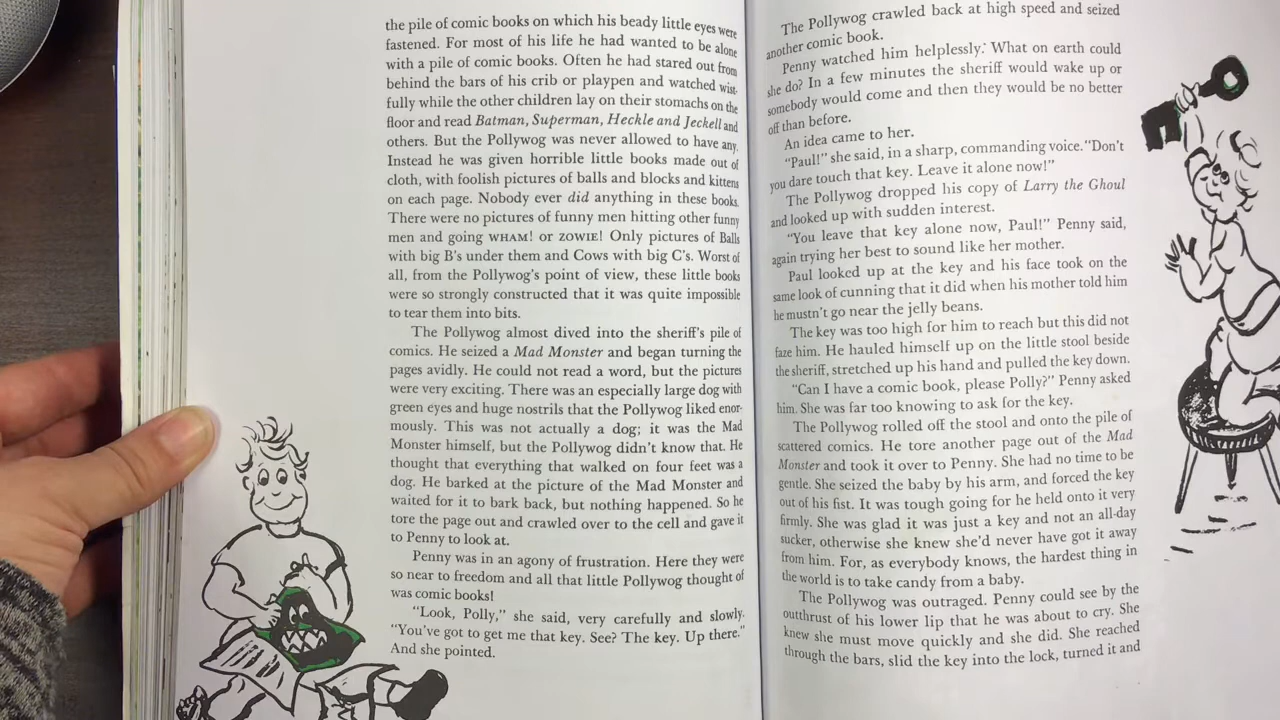 the pile of comic books on which his beady little eyes were
fastened. For most of his life he had wanted to be alone
with a pile of comic books. Often he had stared out from
behind the bars of his crib or playpen and watched wist-
fully while the other children lay on their stomachs on the
floor and read Batman, Superman, Heckle and Jeckell and
others. But the Pollywog was never allowed to have any.
Instead he was given horrible little books made out of
cloth, with foolish pictures of balls and blocks and kittens
on each page. Nobody ever did anything in these books.
There were no pictures of funny men hitting other funny
men and going WHAM! or ZOWIE! Only pictures of Balls
with big B's under them and Cows with big C's. Worst of
all, from the Pollywog's point of view, these little books
were so strongly constructed that it was quite impossible
to tear them into bits.
The Pollywog almost dived into the sheriff's pile of
comics. He seized a Mad Monster and began turning the
pages avidly. He could not read a word, but the pictures
were very exciting. There was an especially large dog with
green eyes and huge nostrils that the Pollywog liked enor-
mously. This was not actually a dog; it was the Mad
Monster himself, but the Pollywog didn't know that. He
thought that everything that walked on four feet was a
dog. He barked at the picture of the Mad Monster and
waited for it to bark back, but nothing happened. So he
tore the page out and crawled over to the cell and gave it
to Penny to look at.
Penny was in an agony of frustration. Here they were
so near to freedom and all that little Pollywog thought of
was comic books!
"Look, Polly," she said, very carefully and slowly.
"You've got to get me that key. See? The key. Up there."
And she pointed.
The Pollywog crawled back at high speed and seized
another comic book.
Penny watched him helplessly. What on earth could
she do? In a few minutes the sheriff would wake up or
somebody would come and then they would be no better
off than before.
An idea came to her.
"Paul!" she said, in a sharp, commanding voice. "Don't
you dare touch that key. Leave it alone now!"
The Pollywog dropped his copy of Larry the Ghoul
and looked up with sudden interest.
"You leave that key alone now, Paul!" Penny said,
again trying her best to sound like her mother.
Paul looked up at the key and his face took on the
same look of cunning that it did when his mother told him
he mustn't go near the jelly beans.
The key was too high for him to reach but this did not
faze him. He hauled himself up on the little stool beside
the sheriff, stretched up his hand and pulled the key down.
"Can I have a comic book, please Polly?" Penny asked
him. She was far too knowing to ask for the key.
The Pollywog rolled off the stool and onto the pile of
scattered comics. He tore another page out of the Mad
Monster and took it over to Penny. She had no time to be
gentle. She seized the baby by his arm, and forced the key
out of his fist. It was tough going for he held onto it very
firmly. She was glad it was just a key and not an all-day
sucker, otherwise she knew she'd never have got it away
from him. For, as everybody knows, the hardest thing in
the world is to take candy from a baby.
The Pollywog was outraged. Penny could see by the
outthrust of his lower lip that he was about to cry. She
knew she must move quickly and she did. She reached
through the bars, slid the key into the lock, turned it and